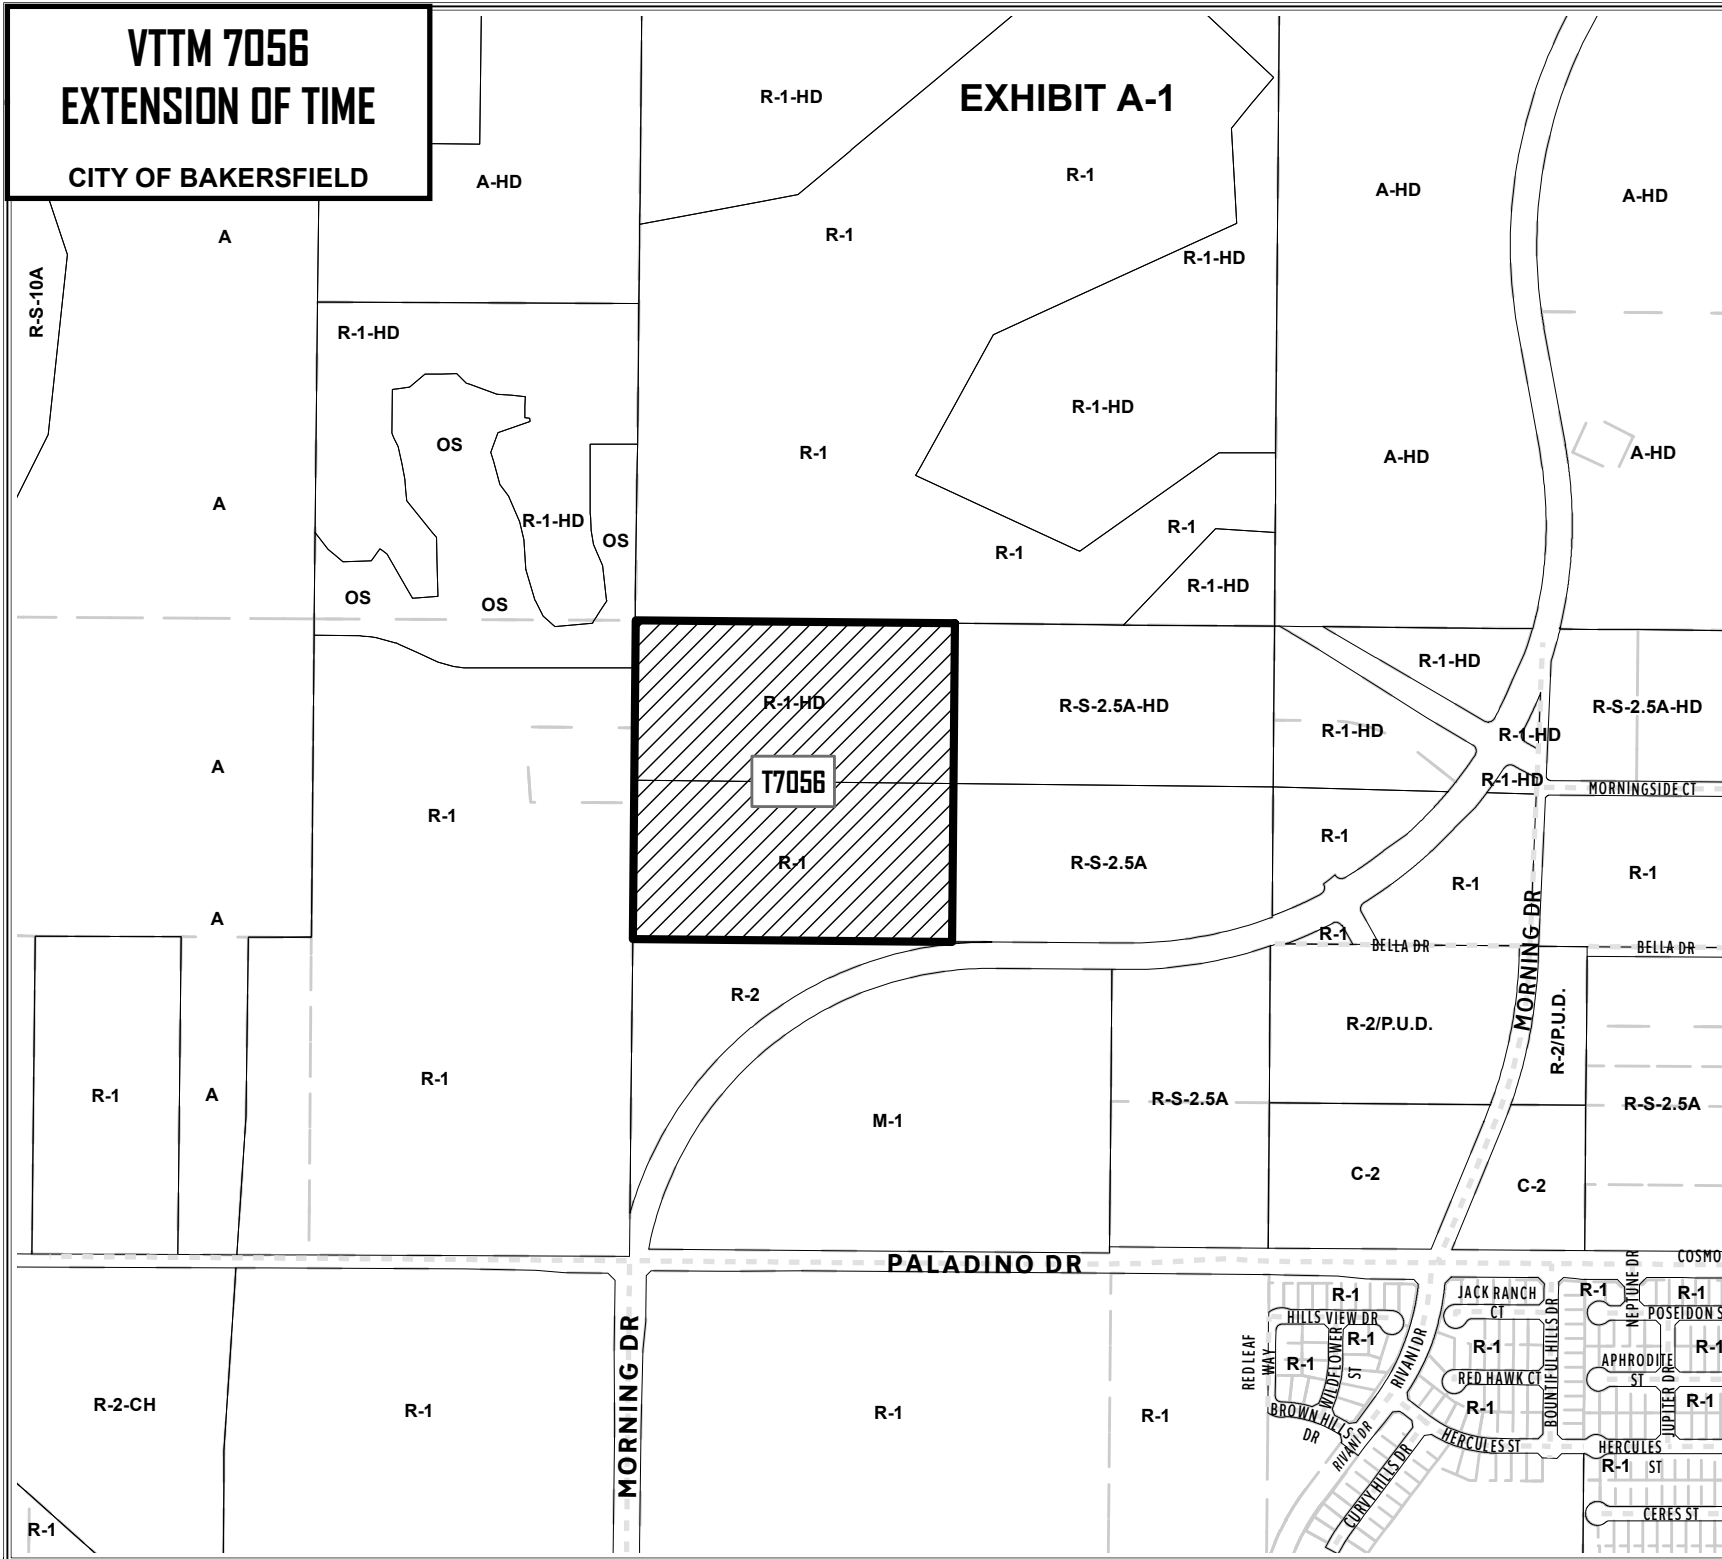 VTTM 7056
EXTENSION OF TIME
CITY OF BAKERSFIELD
EXHIBIT A-1
R-1-HD
R-1
A-HD
A-HD
A-HD
A
R-1
R-1-HD
R-S-10A
R-1-HD
R-1-HD
OS
R-1
A-HD
A-HD
A
R-1-HD
OS
R-1
R-1
R-1-HD
OS
OS
R-1-HD
R-1-HD
R-S-2.5A-HD
R-S-2.5A-HD
R-1-HD
R-1-HD
A
T7056
R-1-HD
MORNINGSIDE CT
R-1
R-1
R-1
R-S-2.5A
R-1
R-1
A
R-1
BELLA DR
BELLA DR
MORNING DR
R-2
R-2/P.U.D.
R-2/P.U.D.
R-1
R-1
A
M-1
R-S-2.5A
R-S-2.5A
C-2
C-2
PALADINO DR
COSMO
NEPTUNE DR
R-1
JACK RANCH
CT
R-1
R-1
HILLS VIEW DR
POSEIDON S
MORNING DR
RED LEAF
WAY
R-1
WILDFLOWER
ST
R-1
RIVANI DR
R-1
BOUNTIFUL HILLS DR
R-1
APHRODITE
ST
RED HAWK CT
JUPITER DR
R-2-CH
R-1
R-1
R-1
BROWN HILLS
DR
RIVANI DR
R-1
R-1
HERCULES ST
HERCULES
ST
R-1
CURVY HILLS DR
CERES ST
R-1